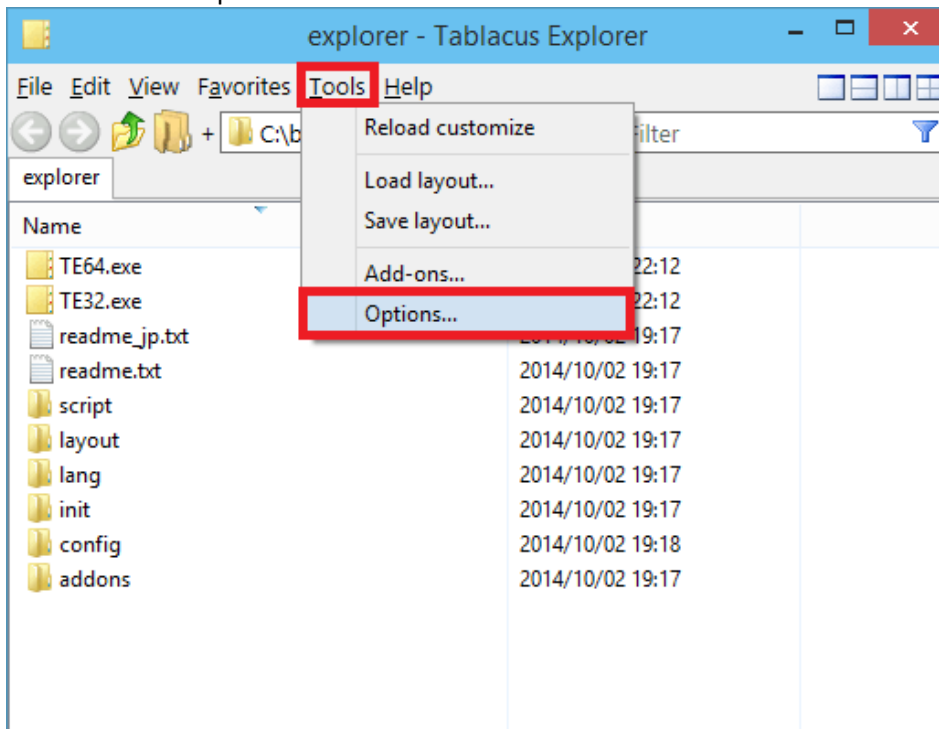 explorer - Tablacus Explorer
File Edit View Favorites Tools Help
+ C:\b
explorer
Reload customize
Load layout...
Save layout...
Add-ons...
Options...
Name
TE64.exe 22:12
TE32.exe 22:12
readme_jp.txt 19:17
readme.txt 2014/10/02 19:17
script 2014/10/02 19:17
layout 2014/10/02 19:17
lang 2014/10/02 19:17
init 2014/10/02 19:17
config 2014/10/02 19:18
addons 2014/10/02 19:17